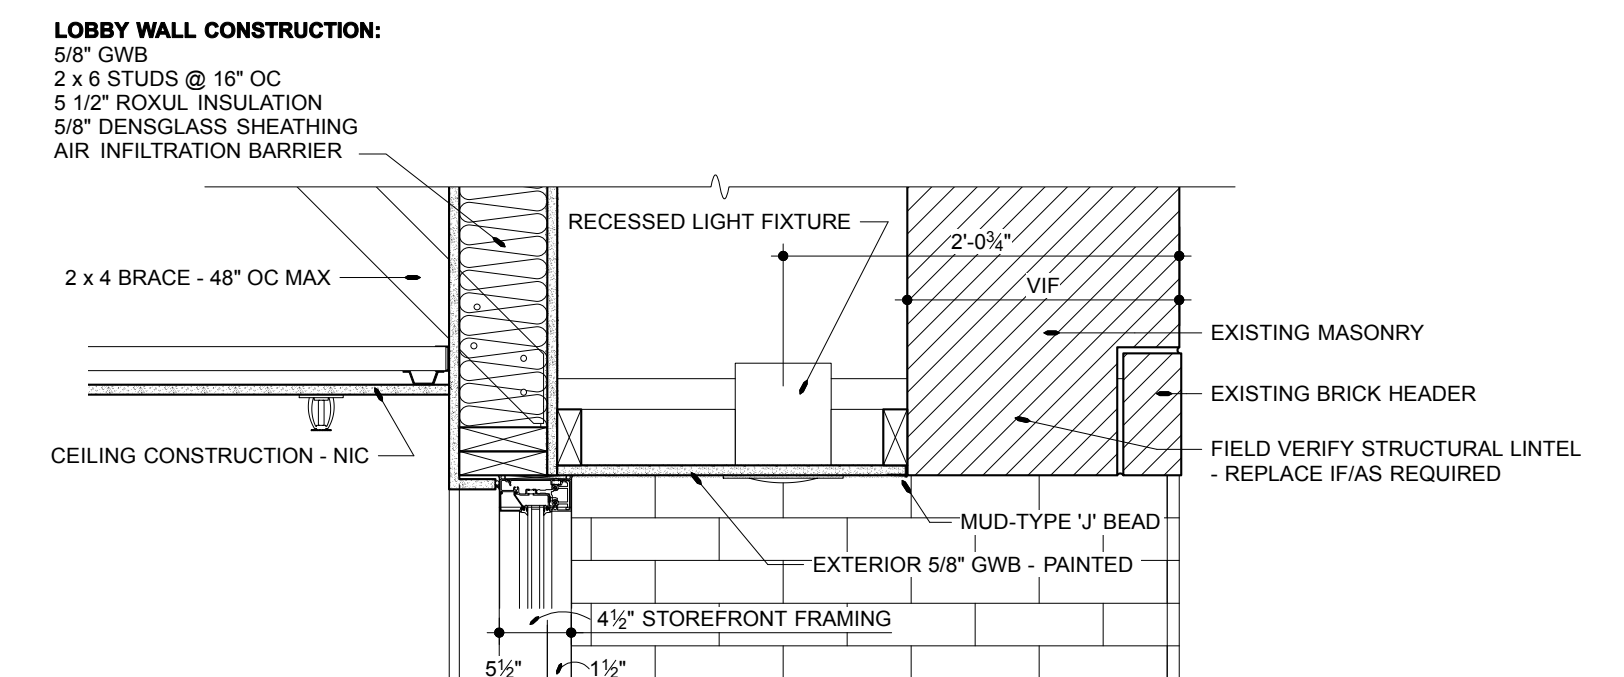 LOBBY WALL CONSTRUCTION:
5/8" GWB
2 x 6 STUDS @ 16" OC
5 1/2" ROXUL INSULATION
5/8" DENSGLASS SHEATHING
AIR INFILTRATION BARRIER
RECESSED LIGHT FIXTURE
2'-0¾"
2 x 4 BRACE - 48" OC MAX
VIF
EXISTING MASONRY
EXISTING BRICK HEADER
CEILING CONSTRUCTION - NIC
FIELD VERIFY STRUCTURAL LINTEL
- REPLACE IF/AS REQUIRED
MUD-TYPE 'J' BEAD
EXTERIOR 5/8" GWB - PAINTED
4½" STOREFRONT FRAMING
5½"
1½"